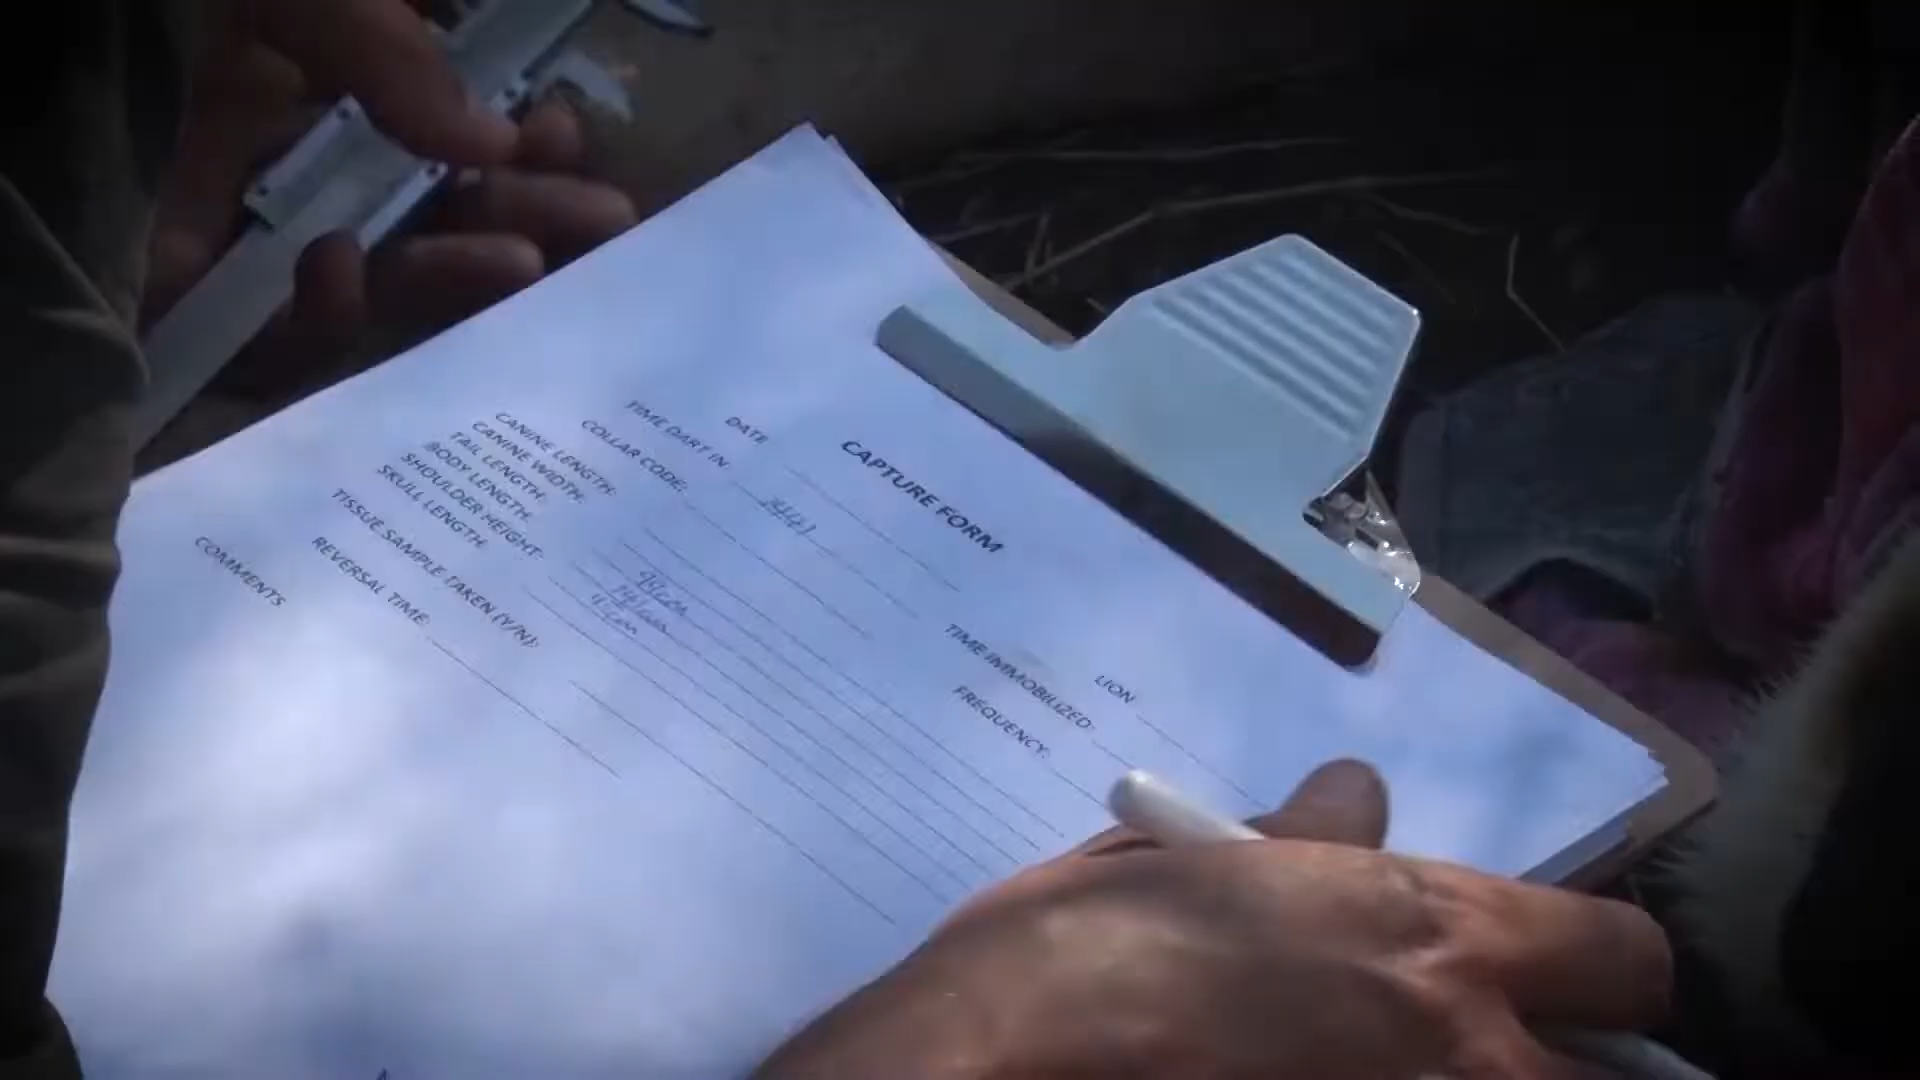 CAPTURE FORM
DATE
LION
TIME DART IN:
TIME IMMOBILIZED:
COLLAR CODE:
FREQUENCY:
CANINE LENGTH:
CANINE WIDTH:
TAIL LENGTH:
BODY LENGTH:
SHOULDER HEIGHT:
SKULL LENGTH:
TISSUE SAMPLE TAKEN (Y/N):
REVERSAL TIME:
COMMENTS